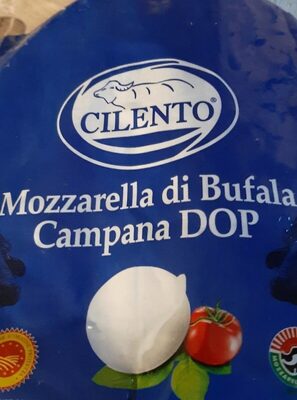 CILENTO®
Mozzarella di Bufala
Campana DOP